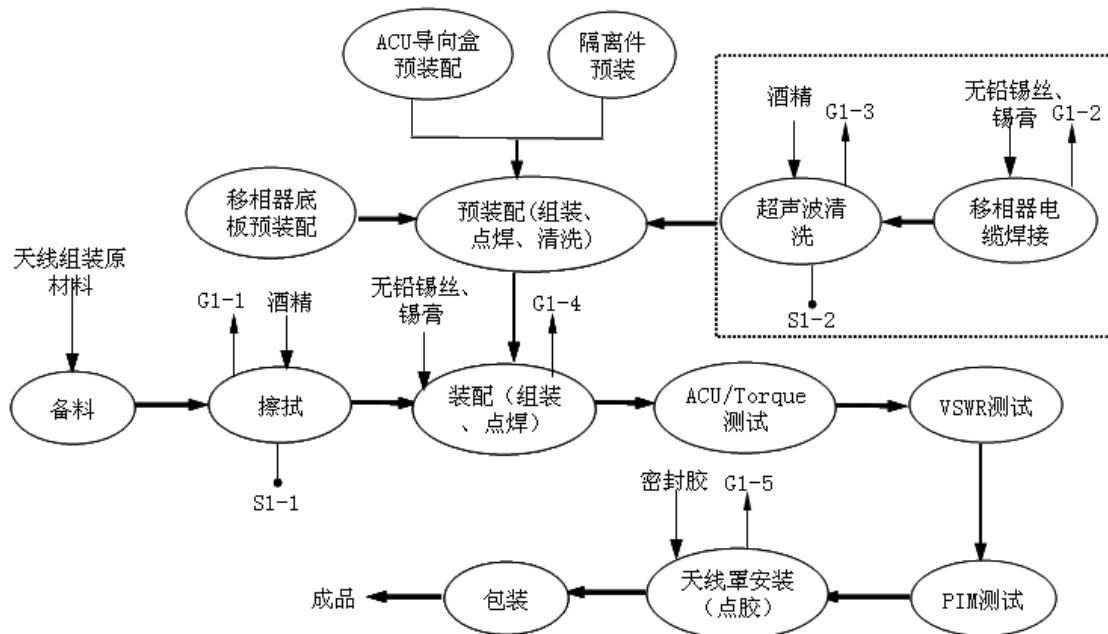 ACU导向盒
预装配
隔离件
预装
酒精
G1-3
无铅锡丝、
锡膏
G1-2
移相器底
板预装配
预装配(组装、
点焊、清洗)
超声波清
洗
移相器电
缆焊接
S1-2
天线组装原
材料
G1-1
酒精
无铅锡丝、
锡膏
G1-4
备料
擦拭
装配（组装
、点焊）
ACU/Torque
测试
VSWR测试
S1-1
密封胶
G1-5
成品
包装
天线罩安装
（点胶）
PIM测试